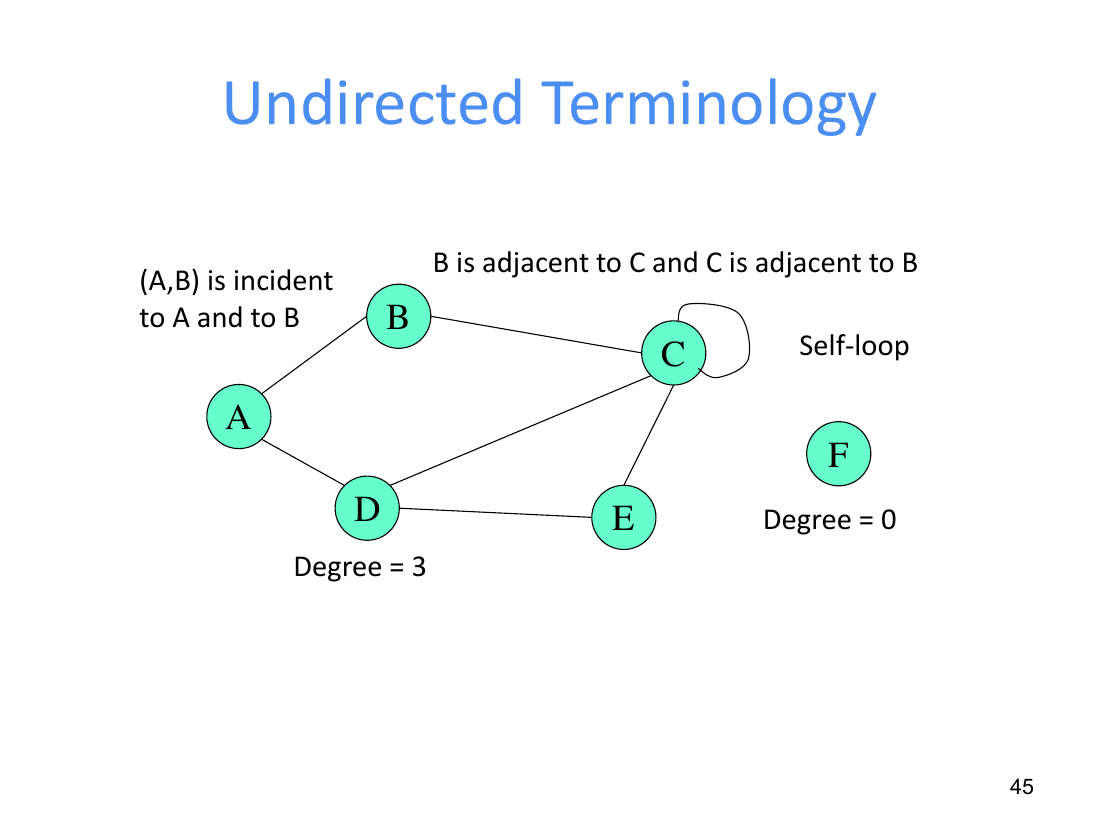 Undirected Terminology
B is adjacent to C and C is adjacent to B
(A,B) is incident
to A and to B
B
C
Self-loop
A
F
D
E
Degree = 0
Degree = 3
45